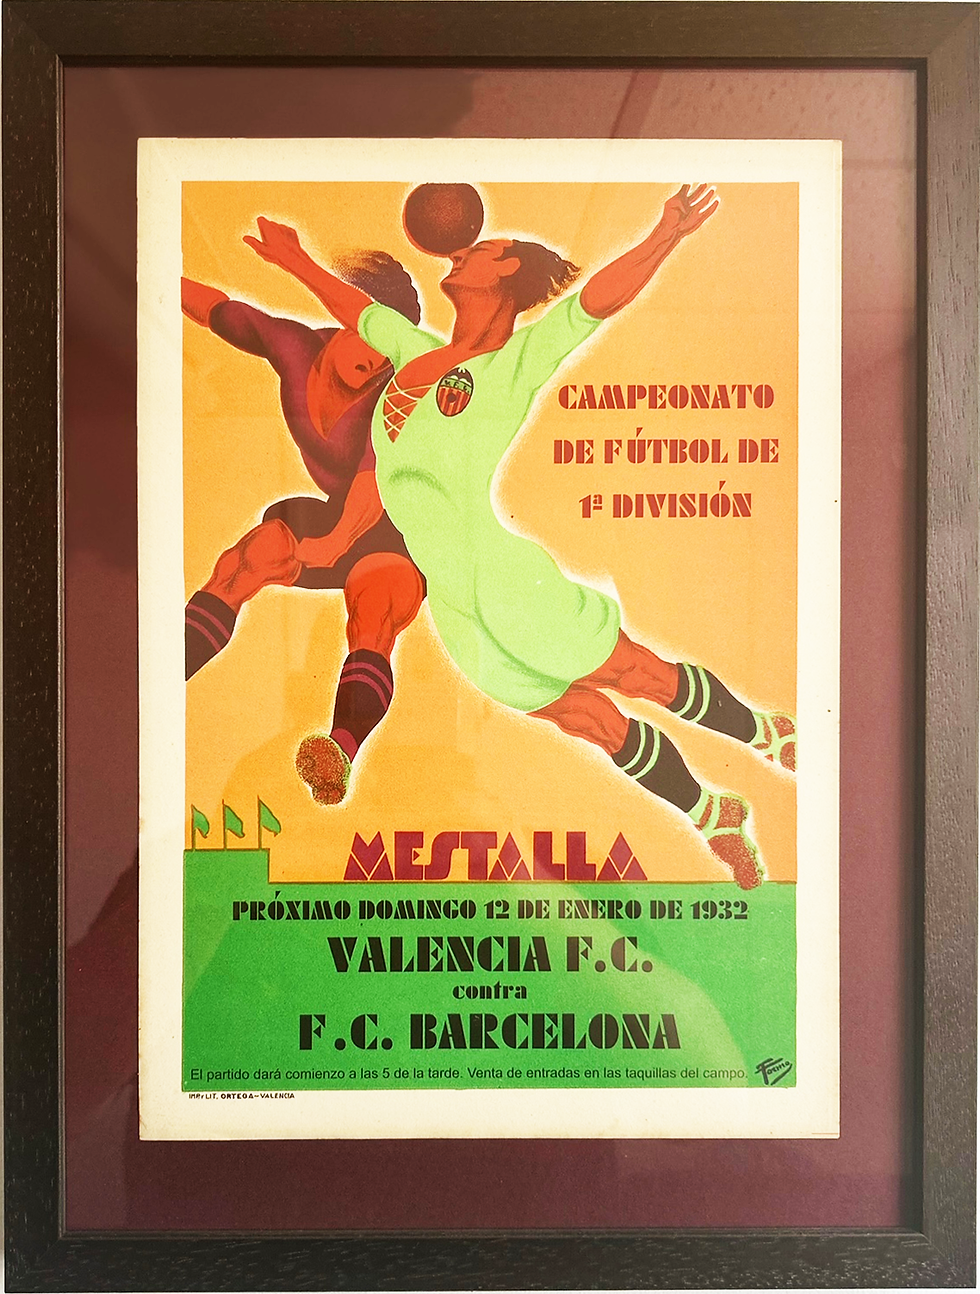 CAMPEONATO
DE FÚTBOL DE
1ª DIVISIÓN
MESTALLA
PRÓXIMO DOMINGO 12 DE ENERO DE 1932
VALENCIA F.C.
contra
F.C. BARCELONA
El partido dará comienzo a las 5 de la tarde. Venta de entradas en las taquillas del campo.
IMP. y LIT. ORTEGA-VALENCIA